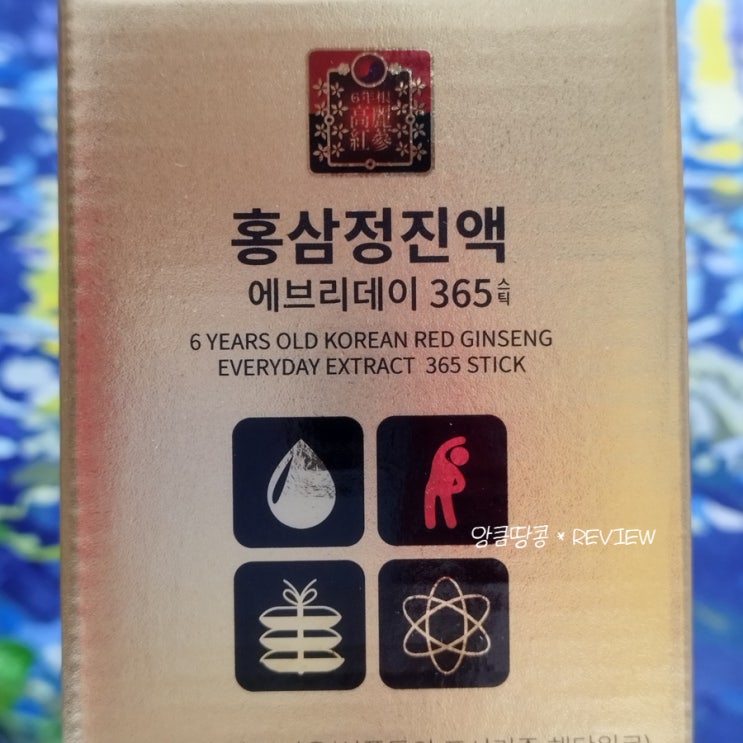 6年根
高麗
紅蔘
홍삼정진액
에브리데이 365스틱
6 YEARS OLD KOREAN RED GINSENG
EVERYDAY EXTRACT 365 STICK
앙큼땅콩 * REVIEW